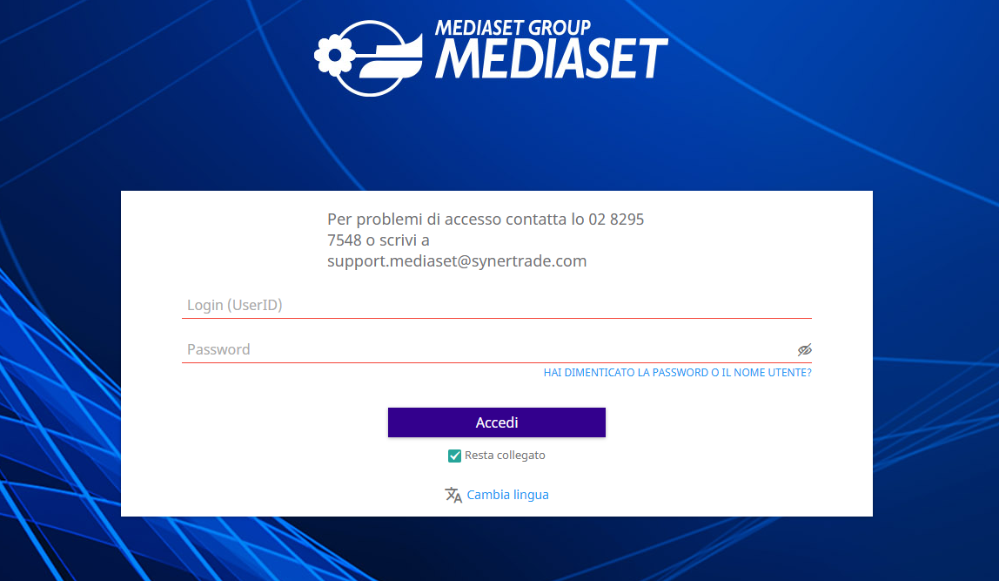 MEDIASET GROUP
MEDIASET
Per problemi di accesso contatta lo 02 8295
7548 o scrivi a
support.mediaset@synertrade.com
Login (UserID)
Password
HAI DIMENTICATO LA PASSWORD O IL NOME UTENTE?
Accedi
Resta collegato
Cambia lingua